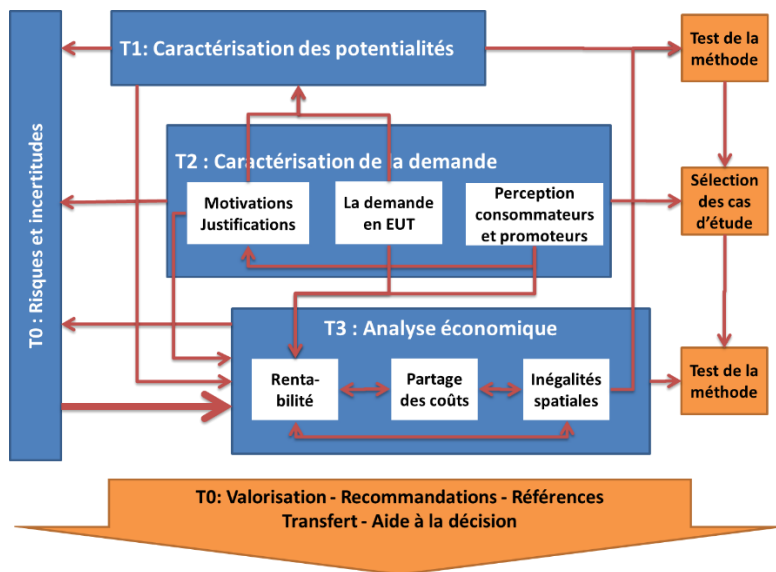 T1: Caractérisation des potentialités
Test de la
méthode
T0 : Risques et incertitudes
T2 : Caractérisation de la demande
Motivations
Justifications
La demande
en EUT
Perception
consommateurs
et promoteurs
Sélection
des cas
d'étude
T3 : Analyse économique
Renta-
bilité
Partage
des coûts
Inégalités
spatiales
Test de la
méthode
T0: Valorisation - Recommandations - Références
Transfert - Aide à la décision